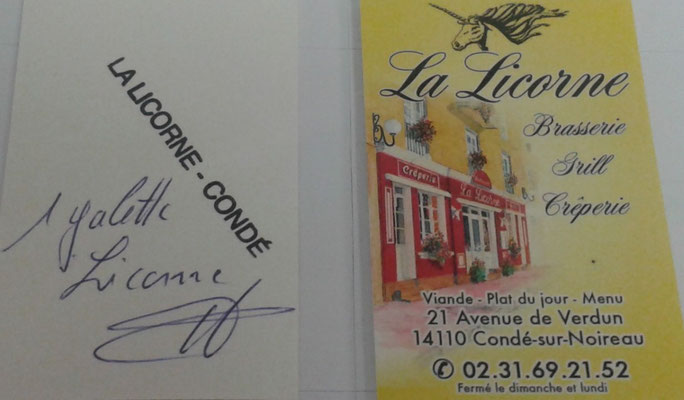 LA LICORNE - CONDÉ
1 galette
Licorne
La Licorne
Brasserie
Grill
Crêperie
Crêperie
La Licorne
Viande - Plat du jour - Menu
21 Avenue de Verdun
14110 Condé-sur-Noireau
✆ 02.31.69.21.52
Fermé le dimanche et lundi